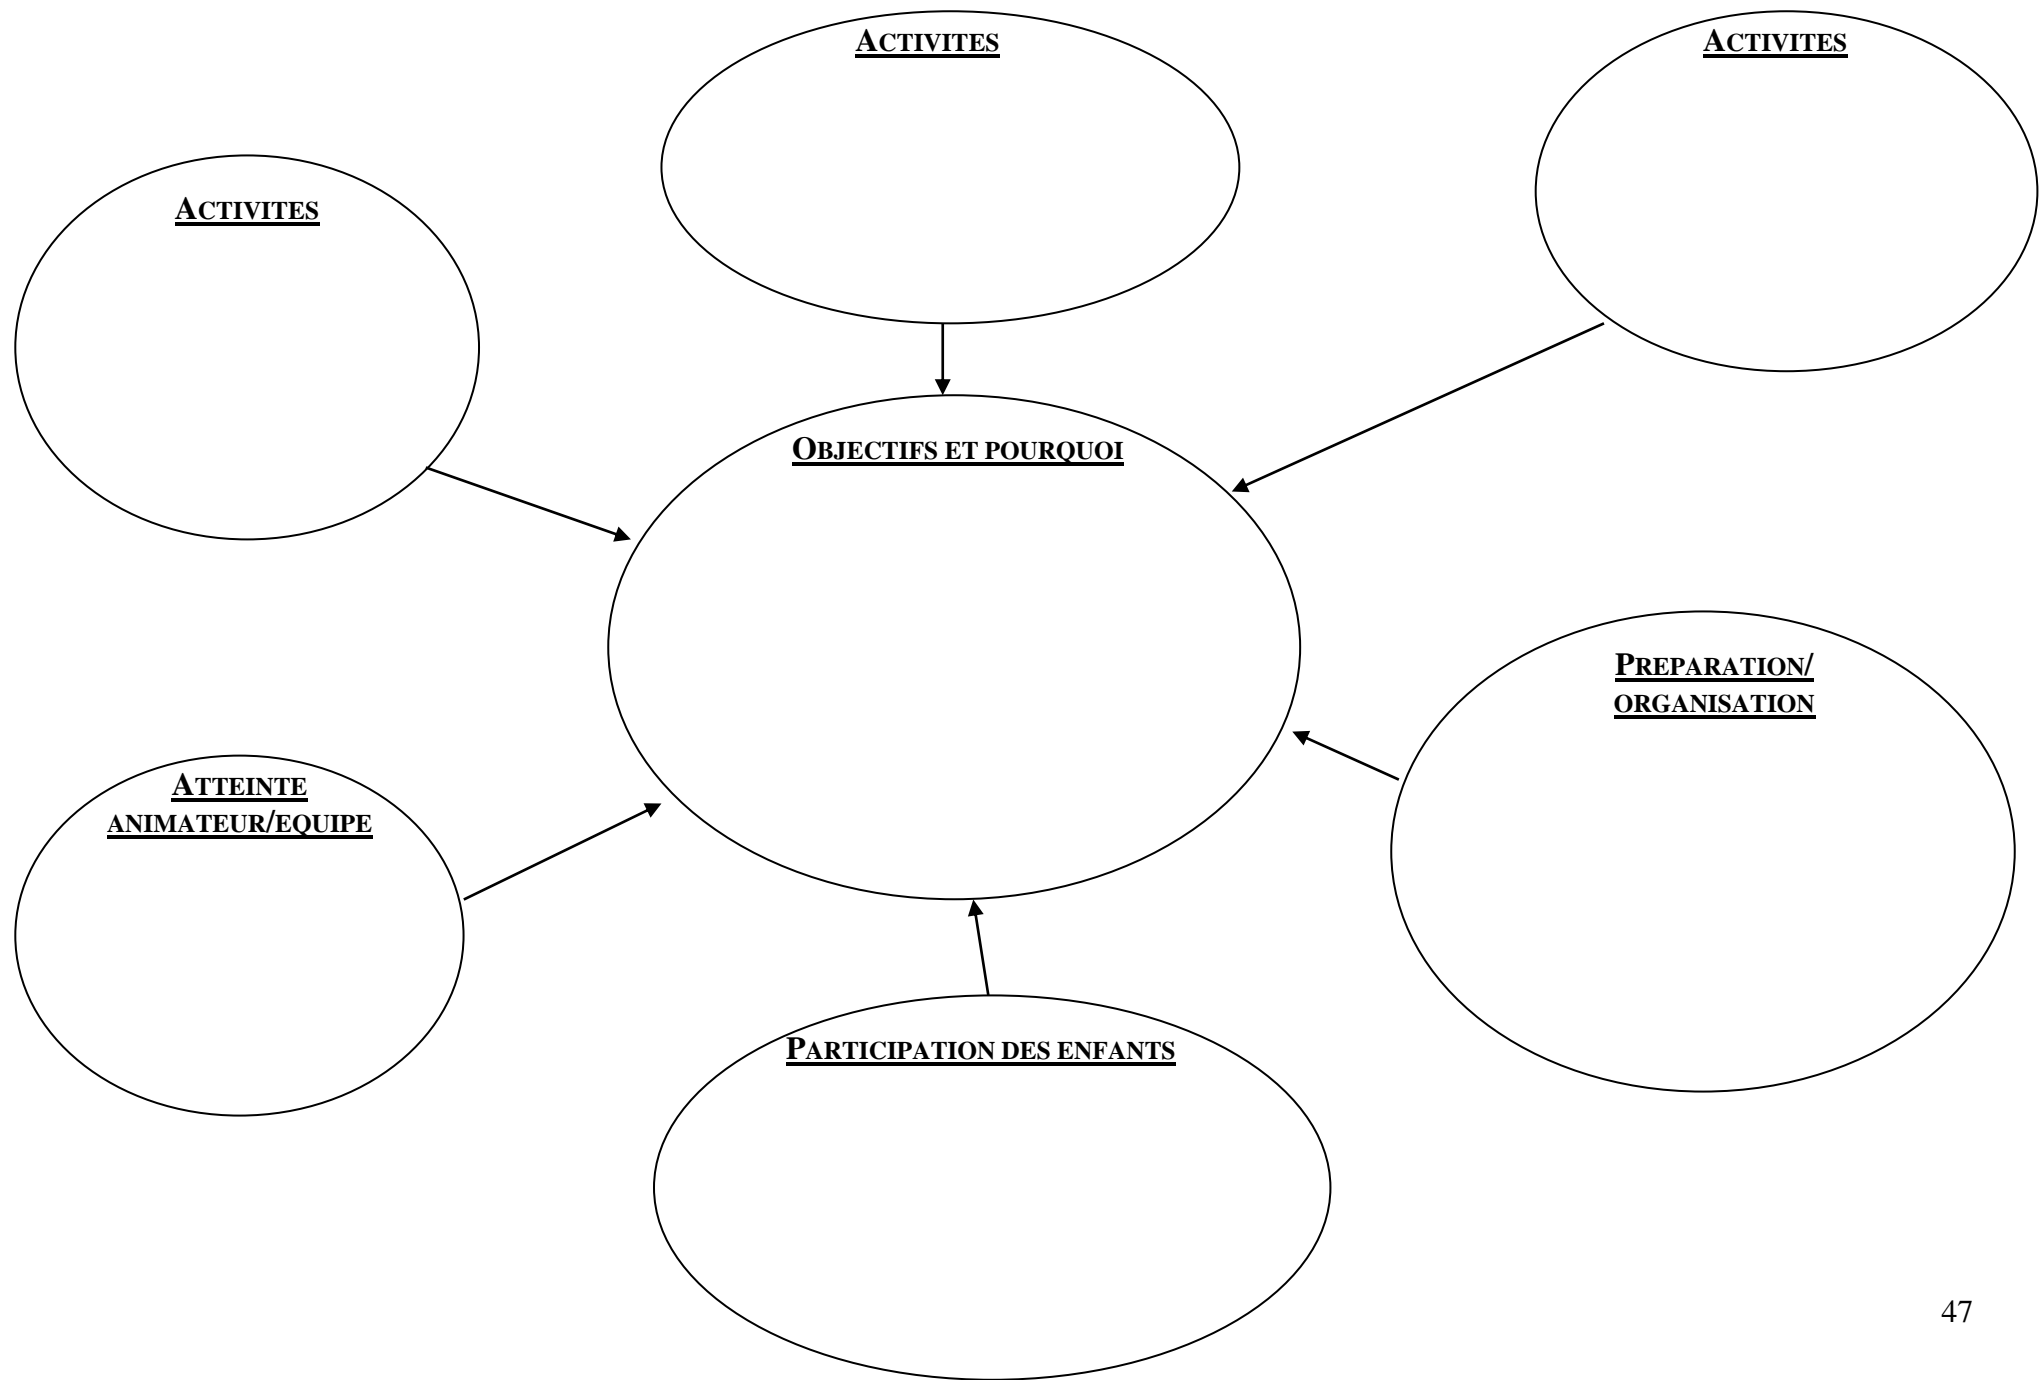 ACTIVITES
ACTIVITES
ACTIVITES
OBJECTIFS ET POURQUOI
PREPARATION/
ORGANISATION
ATTEINTE
ANIMATEUR/EQUIPE
PARTICIPATION DES ENFANTS
47